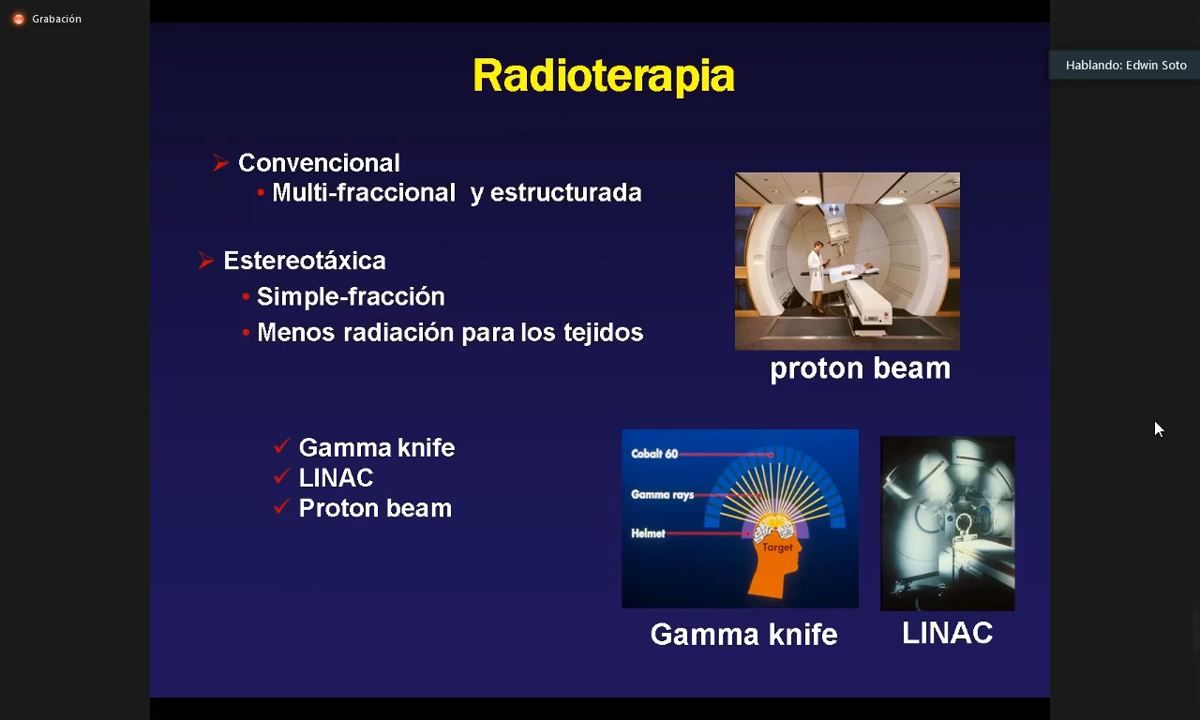 Grabación
Hablando: Edwin Soto
Radioterapia
Convencional
Multi-fraccional y estructurada
Estereotáxica
Simple-fracción
Menos radiación para los tejidos
proton beam
Gamma knife
LINAC
Proton beam
Cobalt 60
Gamma rays
Helmet
Target
Gamma knife
LINAC